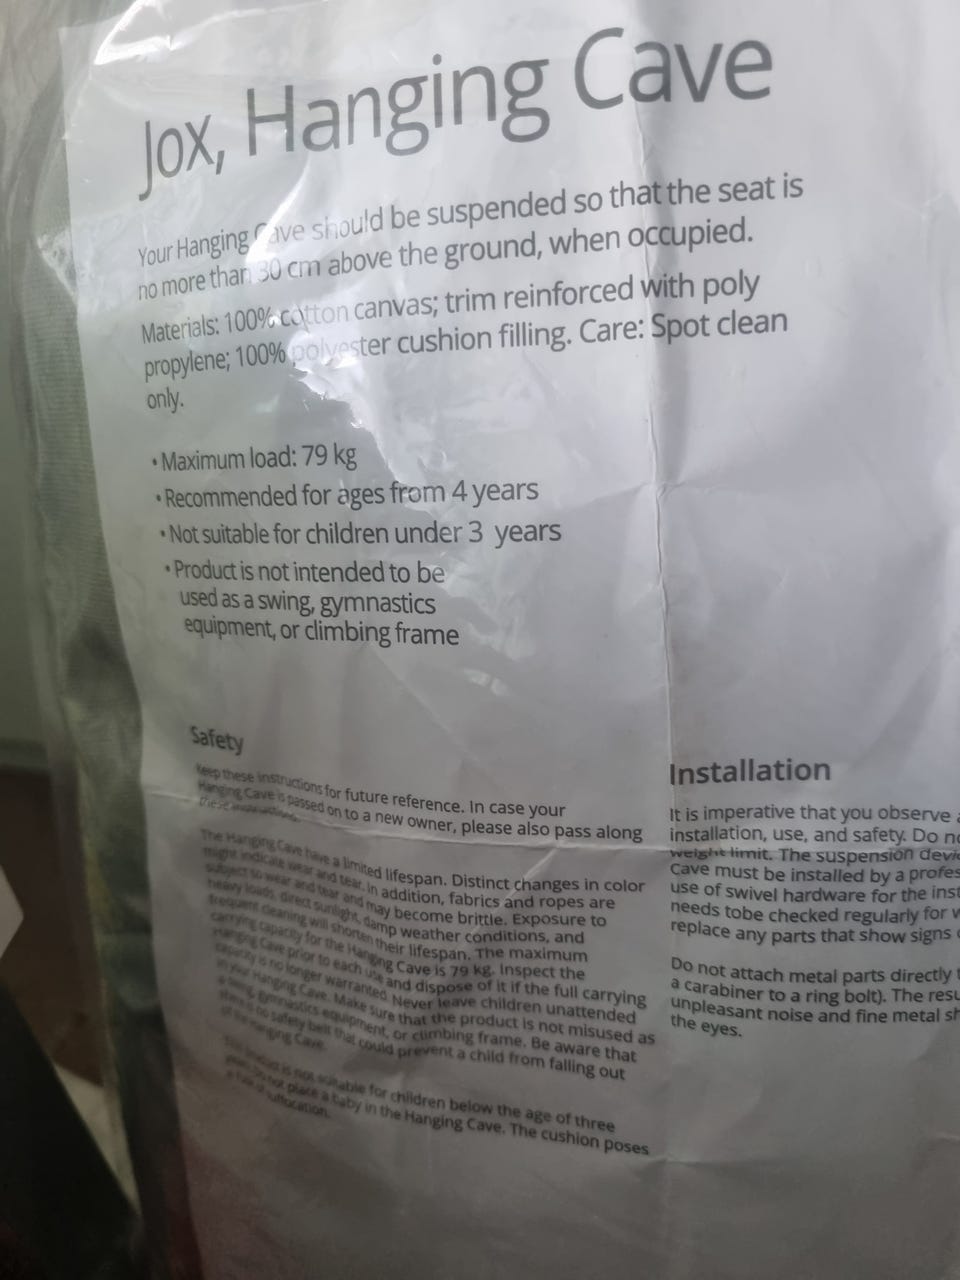 Jox, Hanging Cave
Your Hanging Cave should be suspended so that the seat is
no more than 30 cm above the ground, when occupied.
Materials: 100% cotton canvas; trim reinforced with poly
propylene; 100% polyester cushion filling. Care: Spot clean
only.
• Maximum load: 79 kg
• Recommended for ages from 4 years
• Not suitable for children under 3 years
• Product is not intended to be
used as a swing, gymnastics
equipment, or climbing frame
Safety
Keep these instructions for future reference. In case your
Hanging Cave is passed on to a new owner, please also pass along
these instructions.
The Hanging Cave have a limited lifespan. Distinct changes in color
might indicate wear and tear. In addition, fabrics and ropes are
subject to wear and tear and may become brittle. Exposure to
heavy loads, direct sunlight, damp weather conditions, and
frequent cleaning will shorten their lifespan. The maximum
carrying capacity for the Hanging Cave is 79 kg. Inspect the
Hanging Cave prior to each use and dispose of it if the full carrying
capacity is no longer warranted. Never leave children unattended
in your Hanging Cave. Make sure that the product is not misused as
a swing, gymnastics equipment, or climbing frame. Be aware that
there is no safety belt that could prevent a child from falling out
of the Hanging Cave.
This product is not suitable for children below the age of three
years. Do not place a baby in the Hanging Cave. The cushion poses
a risk of suffocation.
Installation
It is imperative that you observe
installation, use, and safety. Do
weight limit. The suspension
Cave must be installed by a
use of swivel hardware for the
needs tobe checked regularly for
replace any parts that show signs
Do not attach metal parts directly
a carabiner to a ring bolt). The
unpleasant noise and fine metal
the eyes.